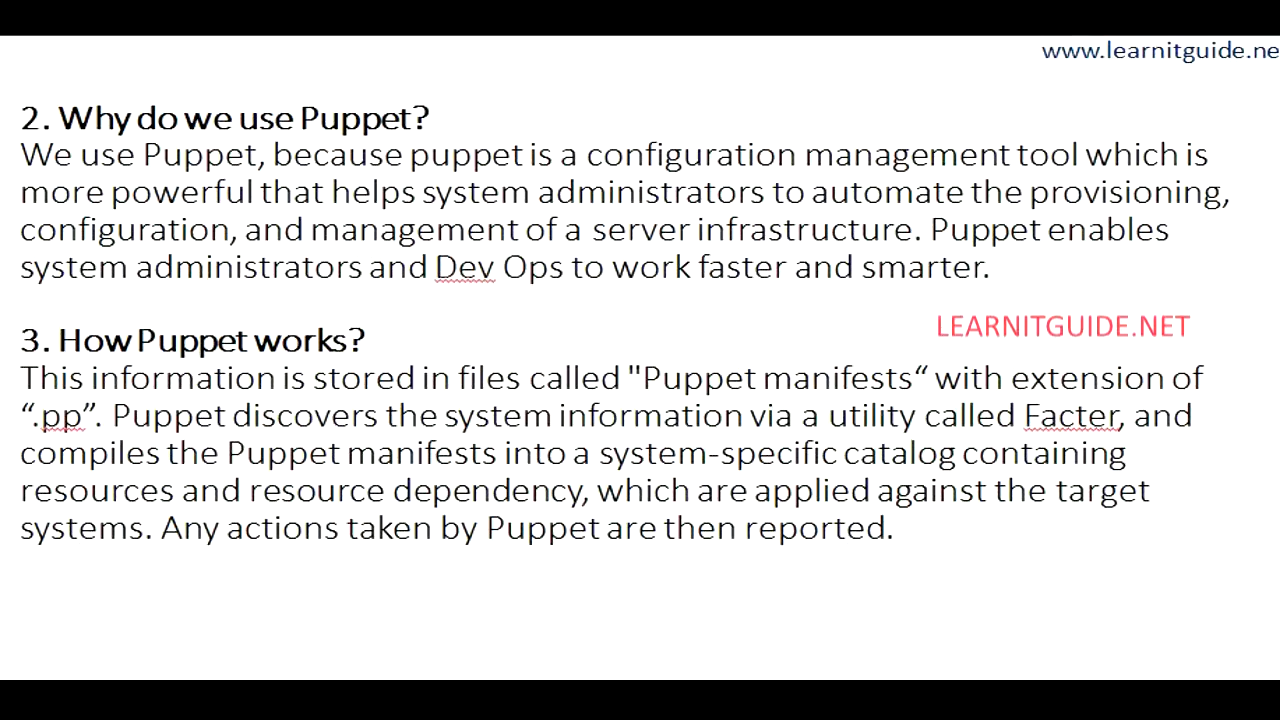 www.learnitguide.ne
2. Why do we use Puppet?
We use Puppet, because puppet is a configuration management tool which is
more powerful that helps system administrators to automate the provisioning,
configuration, and management of a server infrastructure. Puppet enables
system administrators and Dev Ops to work faster and smarter.
LEARNITGUIDE.NET
3. How Puppet works?
This information is stored in files called "Puppet manifests“ with extension of
“.pp”. Puppet discovers the system information via a utility called Facter, and
compiles the Puppet manifests into a system-specific catalog containing
resources and resource dependency, which are applied against the target
systems. Any actions taken by Puppet are then reported.